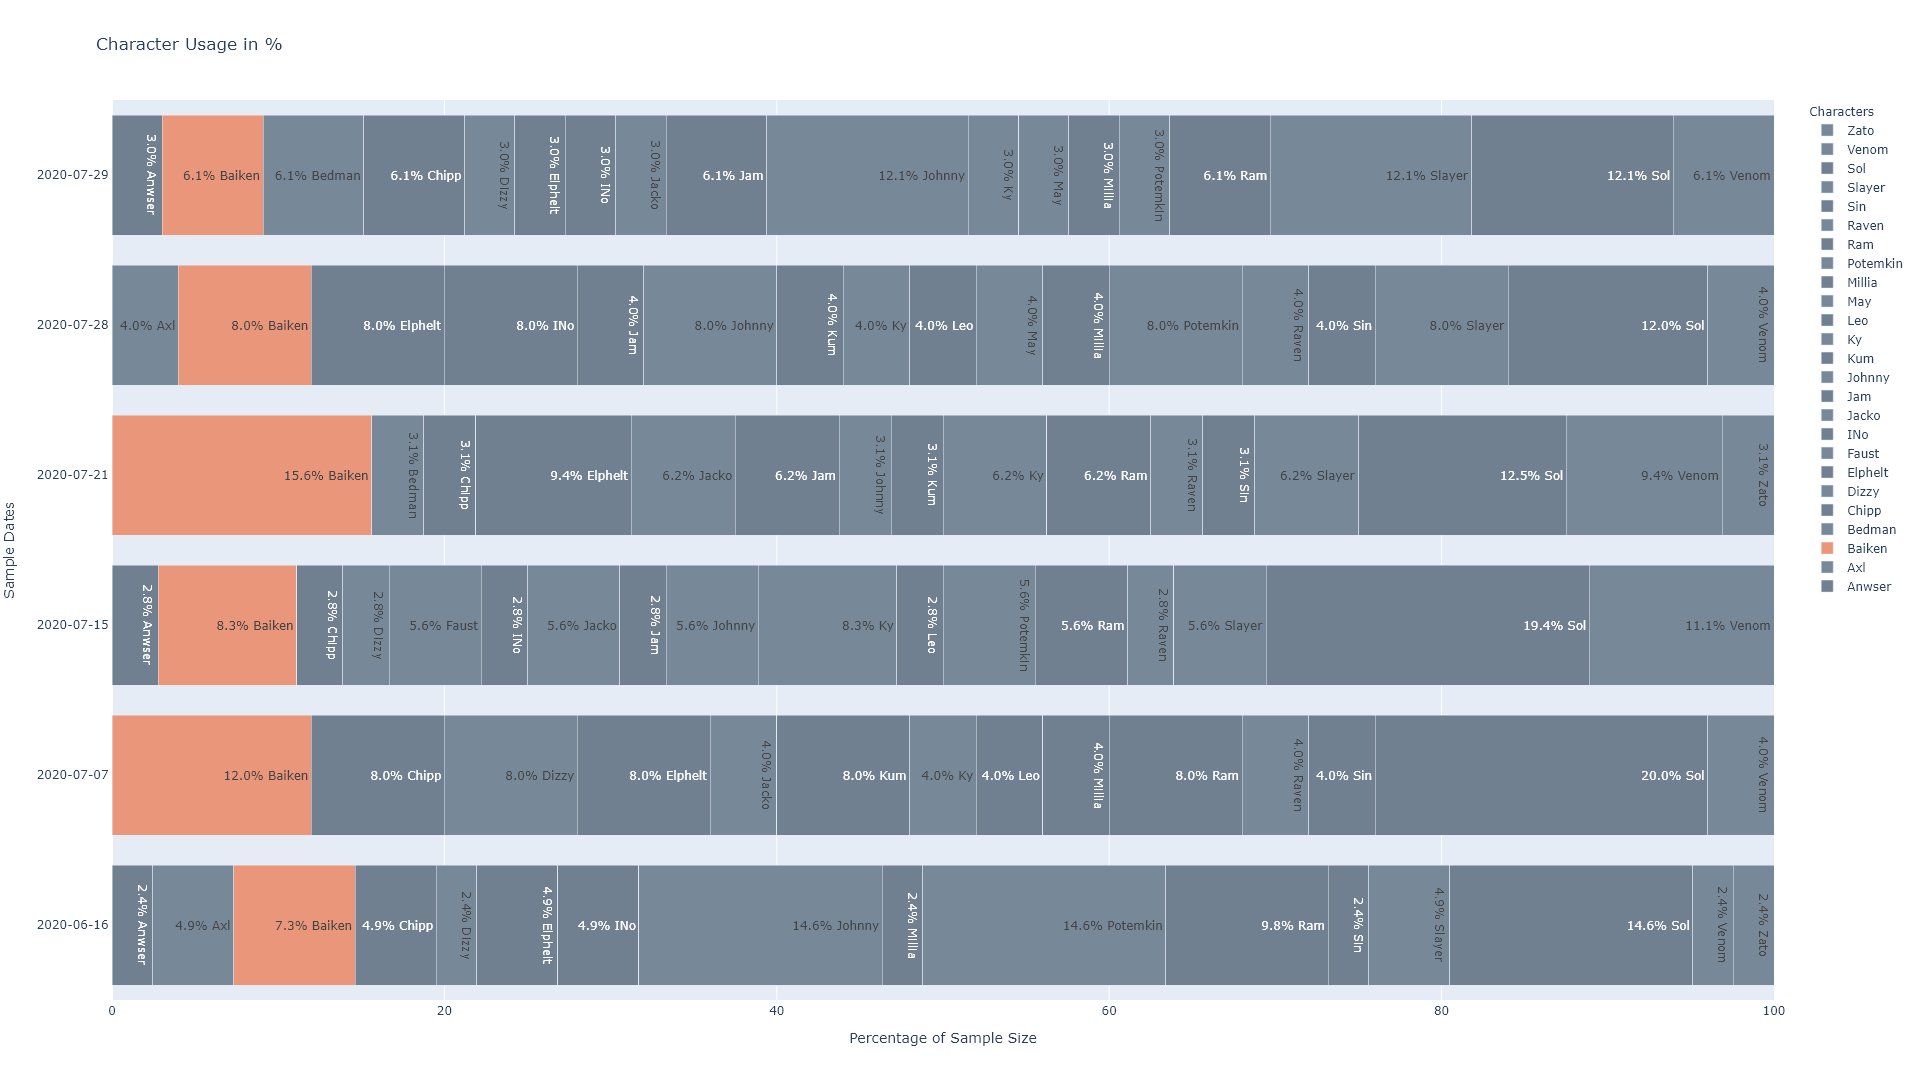 Character Usage in %
Sample Dates
2020-07-29
3.0% Anwser
6.1% Baiken
6.1% Bedman
6.1% Chipp
3.0% Dizzy
3.0% Elphelt
3.0% INo
3.0% Jacko
6.1% Jam
12.1% Johnny
3.0% Ky
3.0% May
3.0% Millia
3.0% Potemkin
6.1% Ram
12.1% Slayer
12.1% Sol
6.1% Venom
2020-07-28
4.0% Axl
8.0% Baiken
8.0% Elphelt
8.0% INo
4.0% Jam
8.0% Johnny
4.0% Kum
4.0% Ky
4.0% Leo
4.0% May
4.0% Millia
8.0% Potemkin
4.0% Raven
4.0% Sin
8.0% Slayer
12.0% Sol
4.0% Venom
2020-07-21
15.6% Baiken
3.1% Bedman
3.1% Chipp
9.4% Elphelt
6.2% Jacko
6.2% Jam
3.1% Johnny
3.1% Kum
6.2% Ky
6.2% Ram
3.1% Raven
3.1% Sin
6.2% Slayer
12.5% Sol
9.4% Venom
3.1% Zato
2020-07-15
2.8% Anwser
8.3% Baiken
2.8% Chipp
2.8% Dizzy
5.6% Faust
2.8% INo
5.6% Jacko
2.8% Jam
5.6% Johnny
8.3% Ky
2.8% Leo
5.6% Potemkin
5.6% Ram
2.8% Raven
5.6% Slayer
19.4% Sol
11.1% Venom
2020-07-07
12.0% Baiken
8.0% Chipp
8.0% Dizzy
8.0% Elphelt
4.0% Jacko
8.0% Kum
4.0% Ky
4.0% Leo
4.0% Millia
8.0% Ram
4.0% Raven
4.0% Sin
20.0% Sol
4.0% Venom
2020-06-16
2.4% Anwser
4.9% Axl
7.3% Baiken
4.9% Chipp
2.4% Dizzy
4.9% Elphelt
4.9% INo
14.6% Johnny
2.4% Millia
14.6% Potemkin
9.8% Ram
2.4% Sin
4.9% Slayer
14.6% Sol
2.4% Venom
2.4% Zato
0
20
40
60
80
100
Percentage of Sample Size
Characters
Zato
Venom
Sol
Slayer
Sin
Raven
Ram
Potemkin
Millia
May
Leo
Ky
Kum
Johnny
Jam
Jacko
INo
Faust
Elphelt
Dizzy
Chipp
Bedman
Baiken
Axl
Anwser